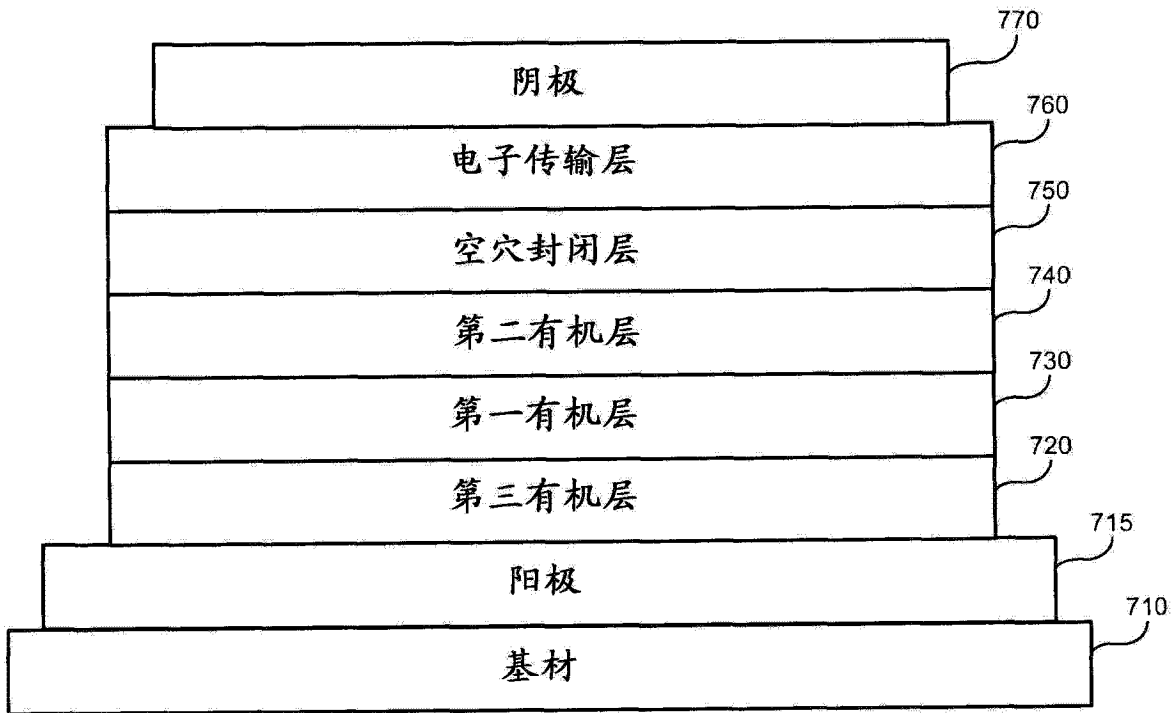 770
阴极
760
电子传输层
750
空穴封闭层
740
第二有机层
730
第一有机层
720
第三有机层
715
阳极
710
基材